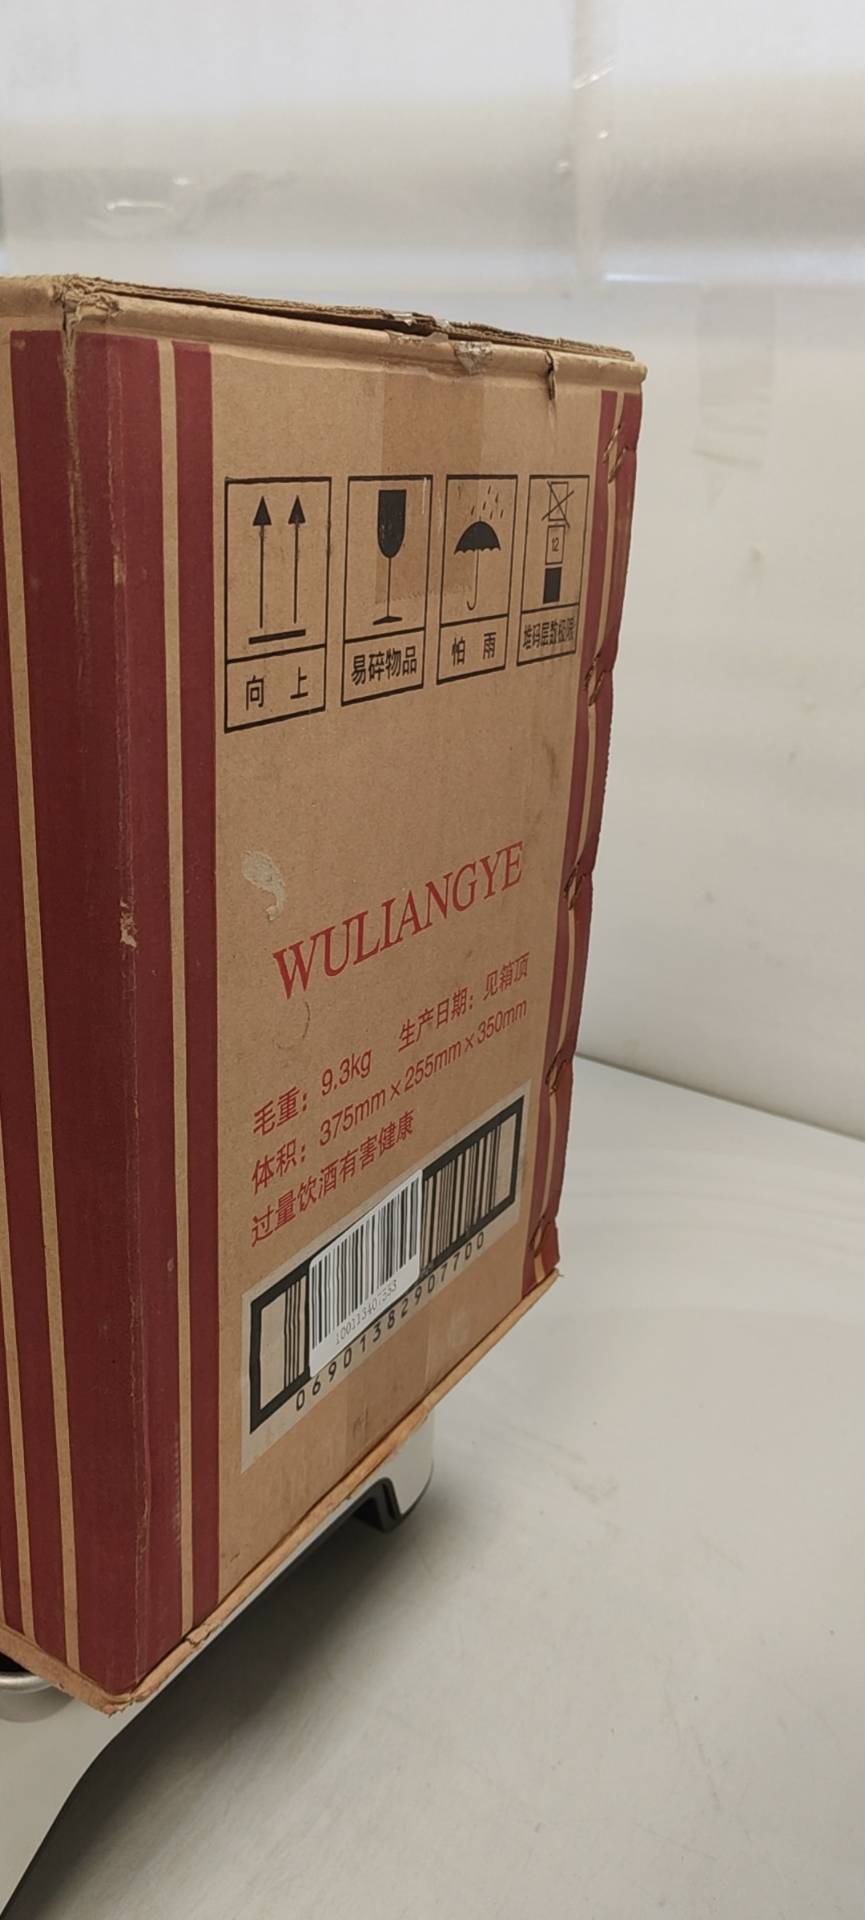 12
向上 易碎物品 怕雨 堆码层数极限
WULIANGYE
毛重: 9.3kg 生产日期: 见箱顶
体积: 375mm×255mm×350mm
过量饮酒有害健康
100113407353
06901382907700